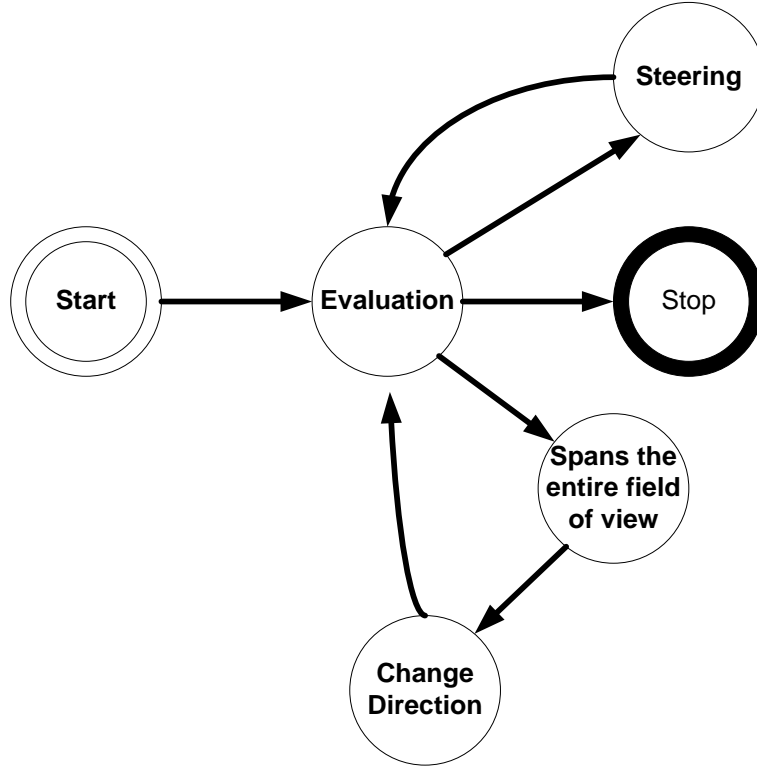 Steering
Start
Evaluation
Stop
Spans the
entire field
of view
Change
Direction